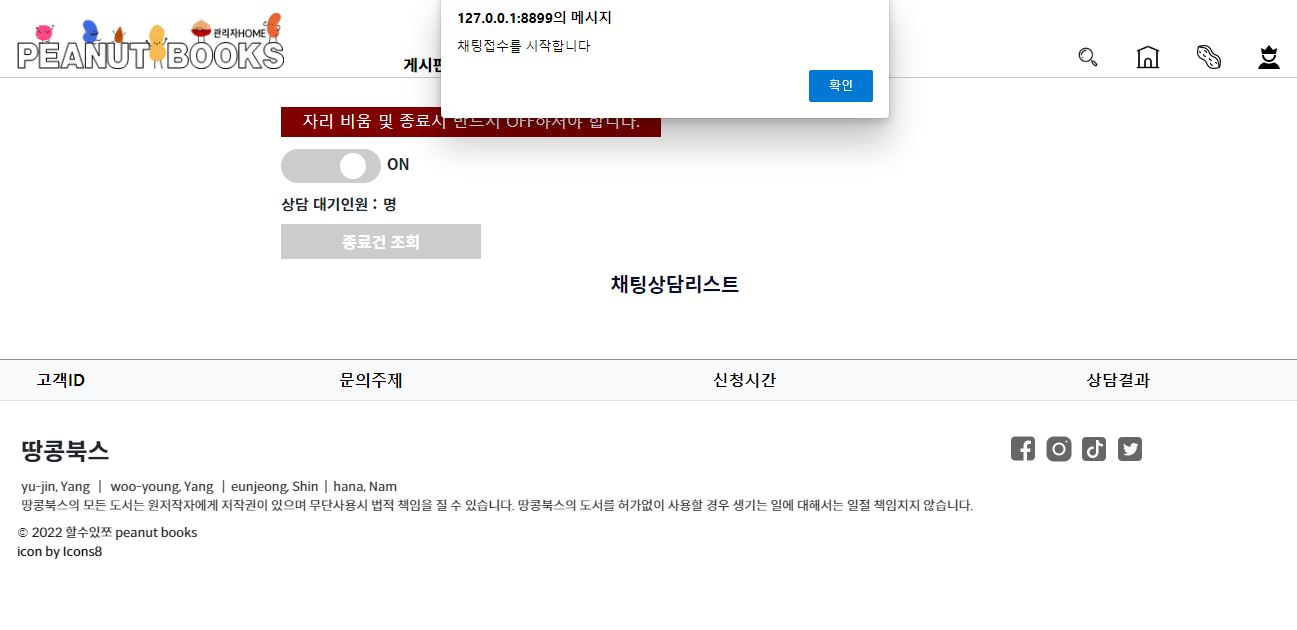 127.0.0.1:8899의 메시지
채팅접수를 시작합니다
확인
관리자HOME
PEANUT BOOKS
게시판
자리 비움 및 종료시 반드시 OFF하셔야 합니다.
ON
상담 대기인원 : 명
종료건 조회
채팅상담리스트
고객ID 문의주제 신청시간 상담결과
땅콩북스
yu-jin, Yang | woo-young, Yang | eunjeong, Shin | hana, Nam
땅콩북스의 모든 도서는 원저작자에게 저작권이 있으며 무단사용시 법적 책임을 질 수 있습니다. 땅콩북스의 도서를 허가없이 사용할 경우 생기는 일에 대해서는 일절 책임지지 않습니다.
© 2022 할수있쪼 peanut books
icon by Icons8